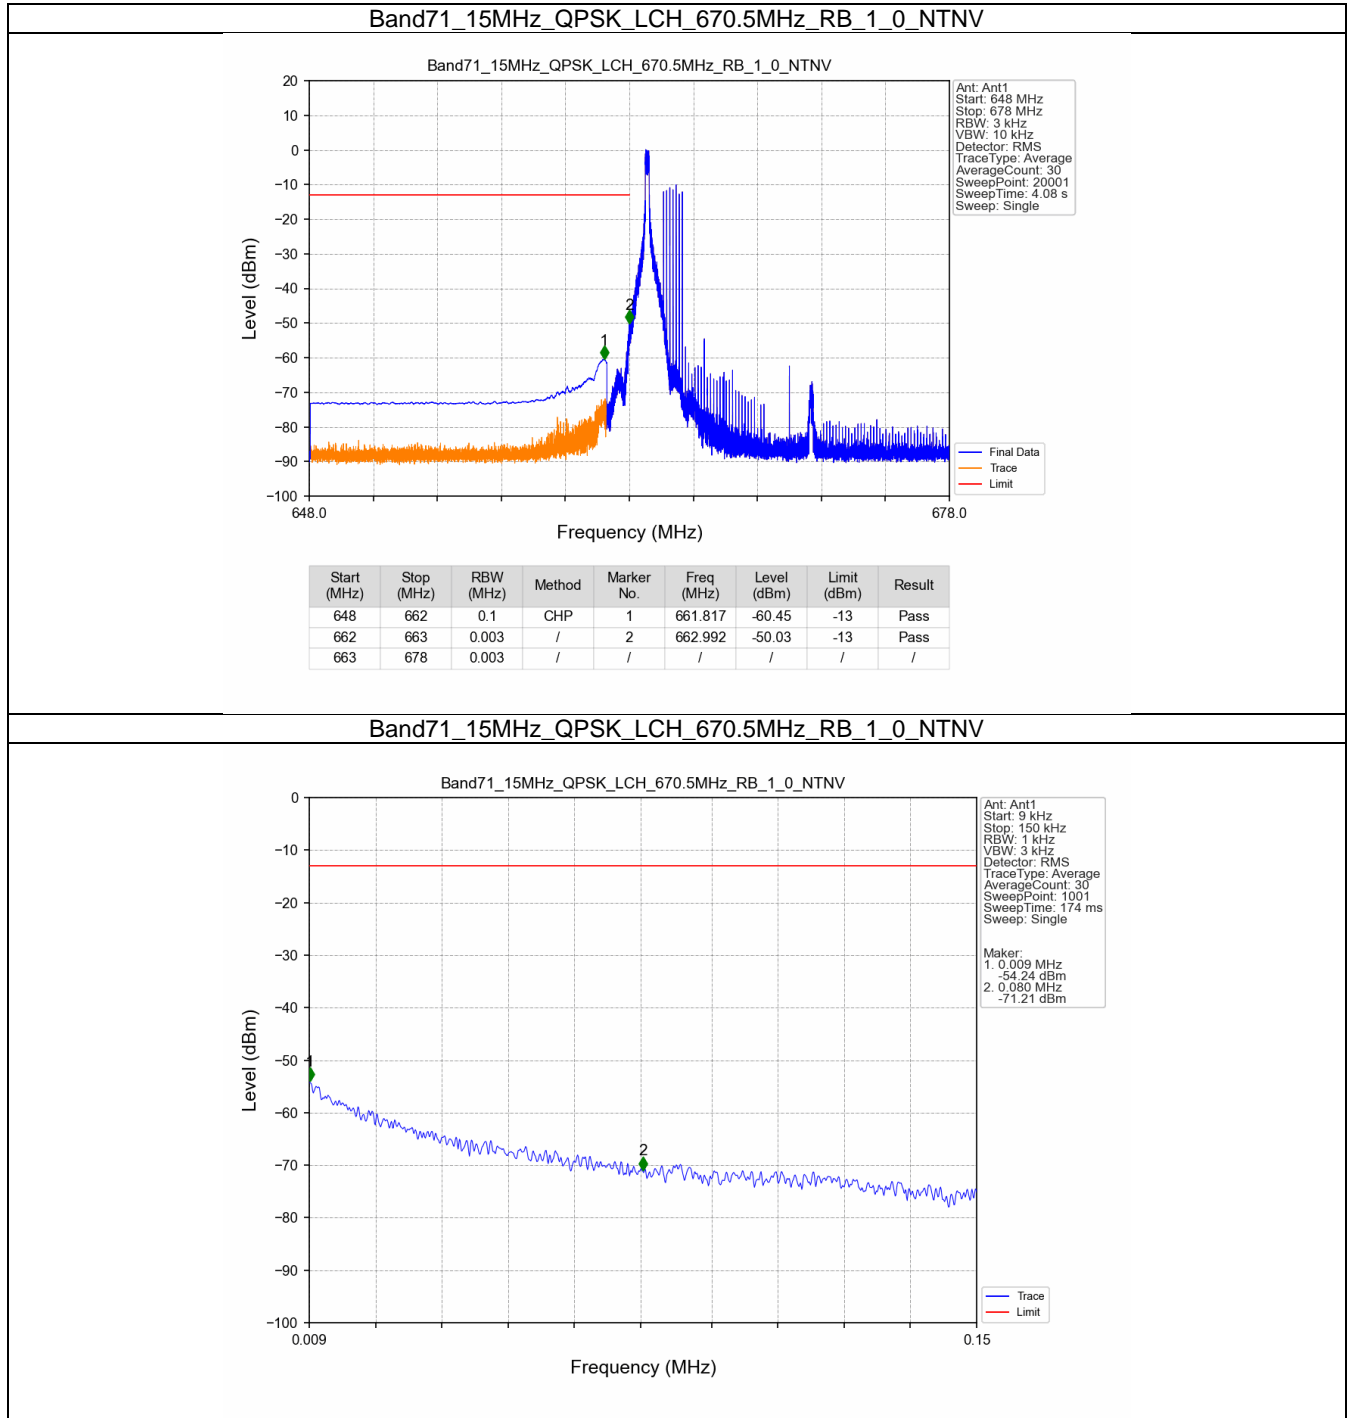 Band71_15MHz_QPSK_LCH_670.5MHz_RB_1_0_NTNV
Band71_15MHz_QPSK_LCH_670.5MHz_RB_1_0_NTNV
20
10
0
−10
−20
−30
−40
−50
−60
−70
−80
−90
−100
Level (dBm)
1
2
648.0
678.0
Frequency (MHz)
Ant: Ant1
Start: 648 MHz
Stop: 678 MHz
RBW: 3 kHz
VBW: 10 kHz
Detector: RMS
TraceType: Average
AverageCount: 30
SweepPoint: 20001
SweepTime: 4.08 s
Sweep: Single
Final Data
Trace
Limit
Start (MHz) Stop (MHz) RBW (MHz) Method Marker No. Freq (MHz) Level (dBm) Limit (dBm) Result
648 662 0.1 CHP 1 661.817 -60.45 -13 Pass
662 663 0.003 / 2 662.992 -50.03 -13 Pass
663 678 0.003 / / / / / /
Band71_15MHz_QPSK_LCH_670.5MHz_RB_1_0_NTNV
Band71_15MHz_QPSK_LCH_670.5MHz_RB_1_0_NTNV
0
−10
−20
−30
−40
−50
−60
−70
−80
−90
−100
Level (dBm)
1
2
0.009
0.15
Frequency (MHz)
Ant: Ant1
Start: 9 kHz
Stop: 150 kHz
RBW: 1 kHz
VBW: 3 kHz
Detector: RMS
TraceType: Average
AverageCount: 30
SweepPoint: 1001
SweepTime: 174 ms
Sweep: Single
Maker:
1. 0.009 MHz
-54.24 dBm
2. 0.080 MHz
-71.21 dBm
Trace
Limit